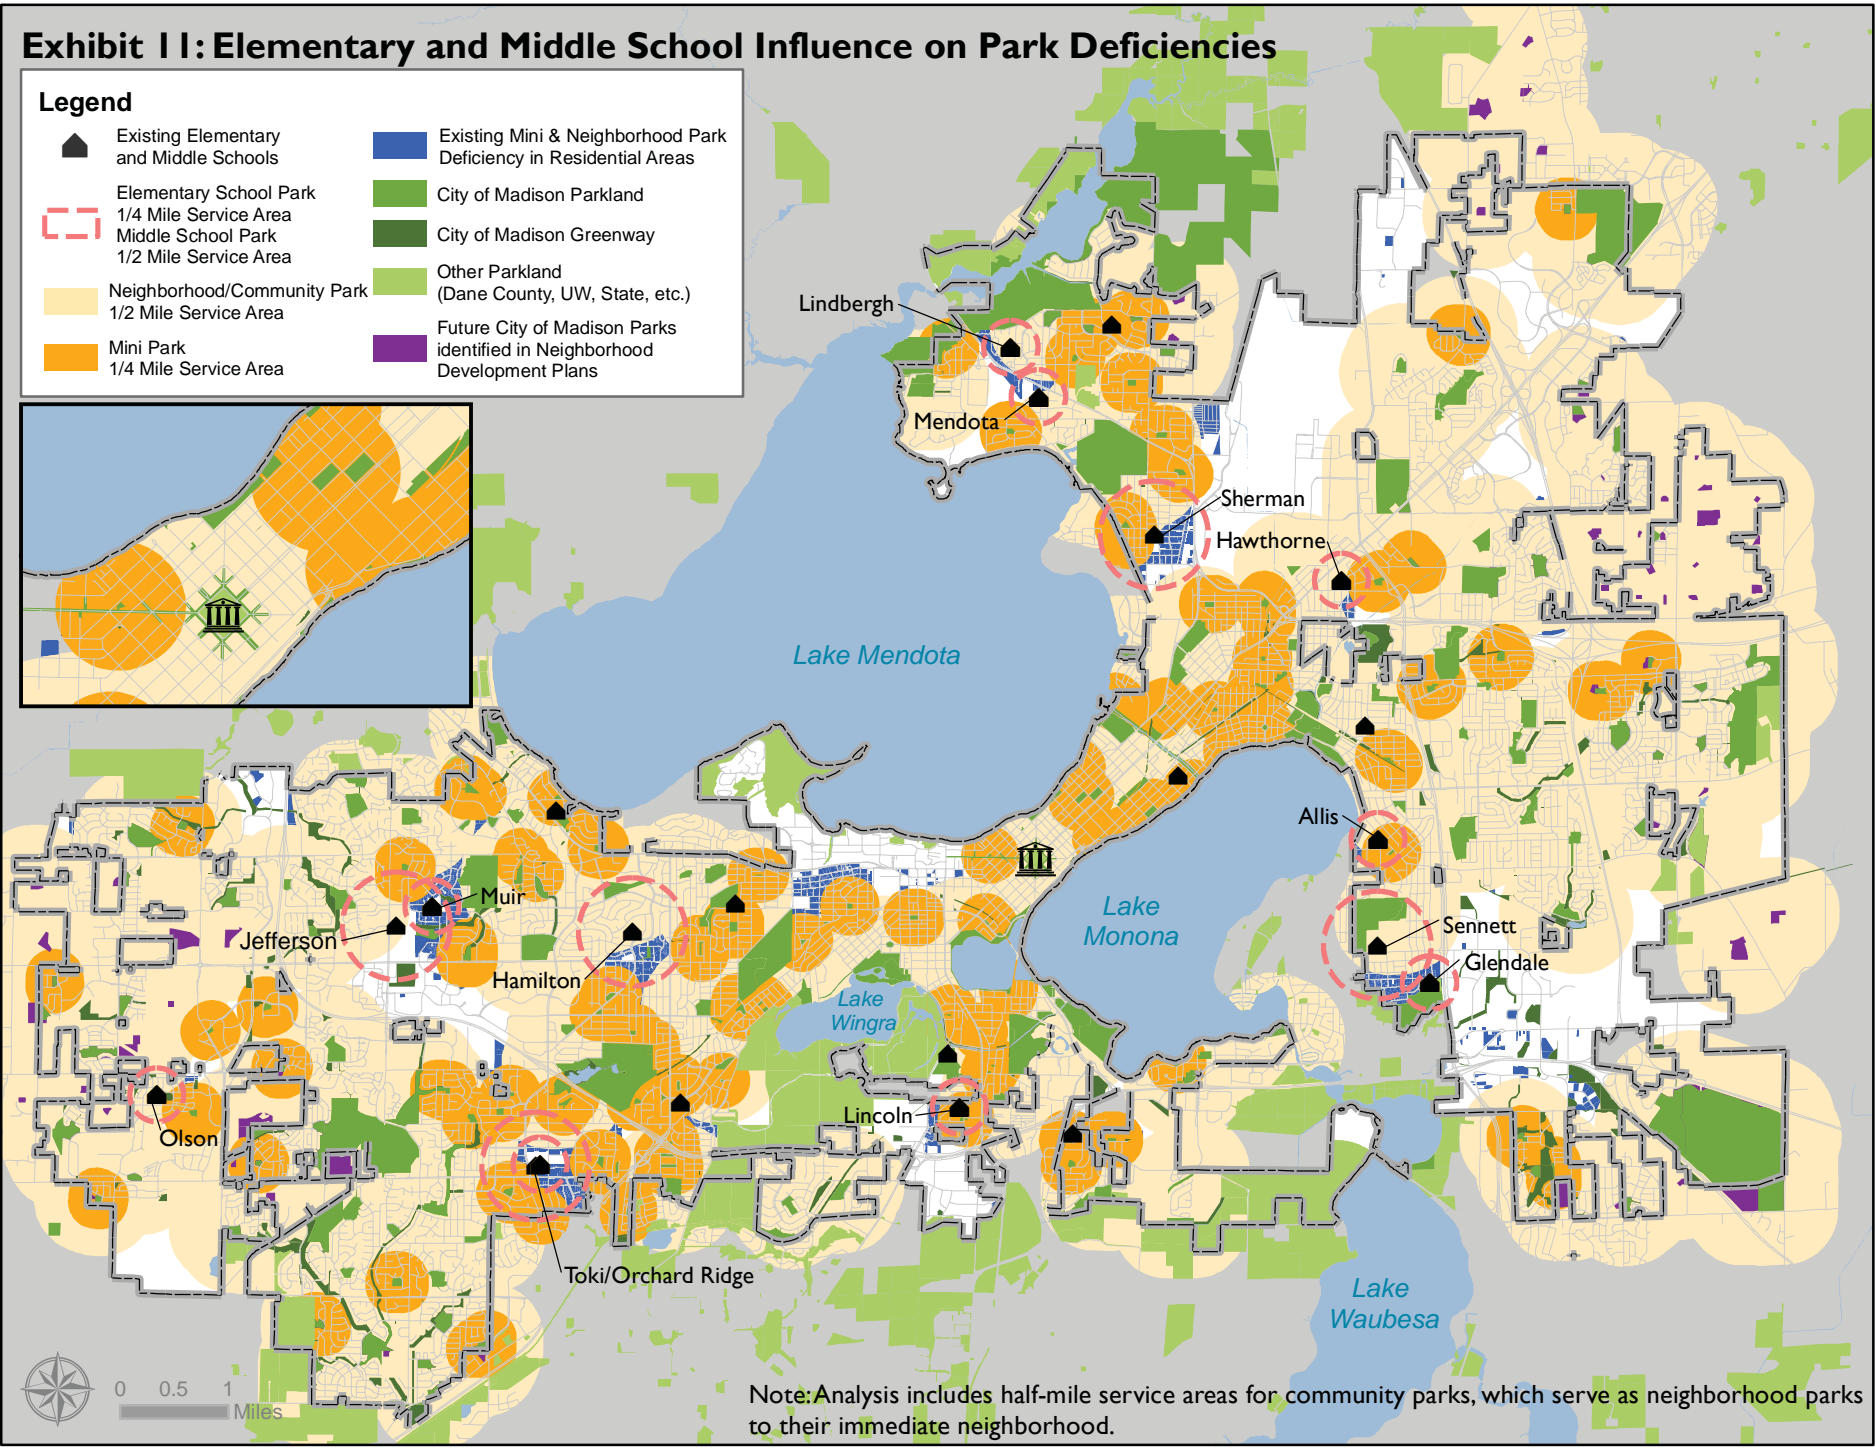 Exhibit 11: Elementary and Middle School Influence on Park Deficiencies
Legend
Existing Elementary
and Middle Schools
Elementary School Park
1/4 Mile Service Area
Middle School Park
1/2 Mile Service Area
Neighborhood/Community Park
1/2 Mile Service Area
Mini Park
1/4 Mile Service Area
Existing Mini & Neighborhood Park
Deficiency in Residential Areas
City of Madison Parkland
City of Madison Greenway
Other Parkland
(Dane County, UW, State, etc.)
Future City of Madison Parks
identified in Neighborhood
Development Plans
Lindbergh
Mendota
Sherman
Hawthorne
Lake Mendota
Allis
Muir
Jefferson
Hamilton
Lake
Monona
Sennett
Glendale
Lake
Wingra
Lincoln
Olson
Toki/Orchard Ridge
Lake
Waubesa
0 0.5 1
Miles
Note:Analysis includes half-mile service areas for community parks, which serve as neighborhood parks
to their immediate neighborhood.